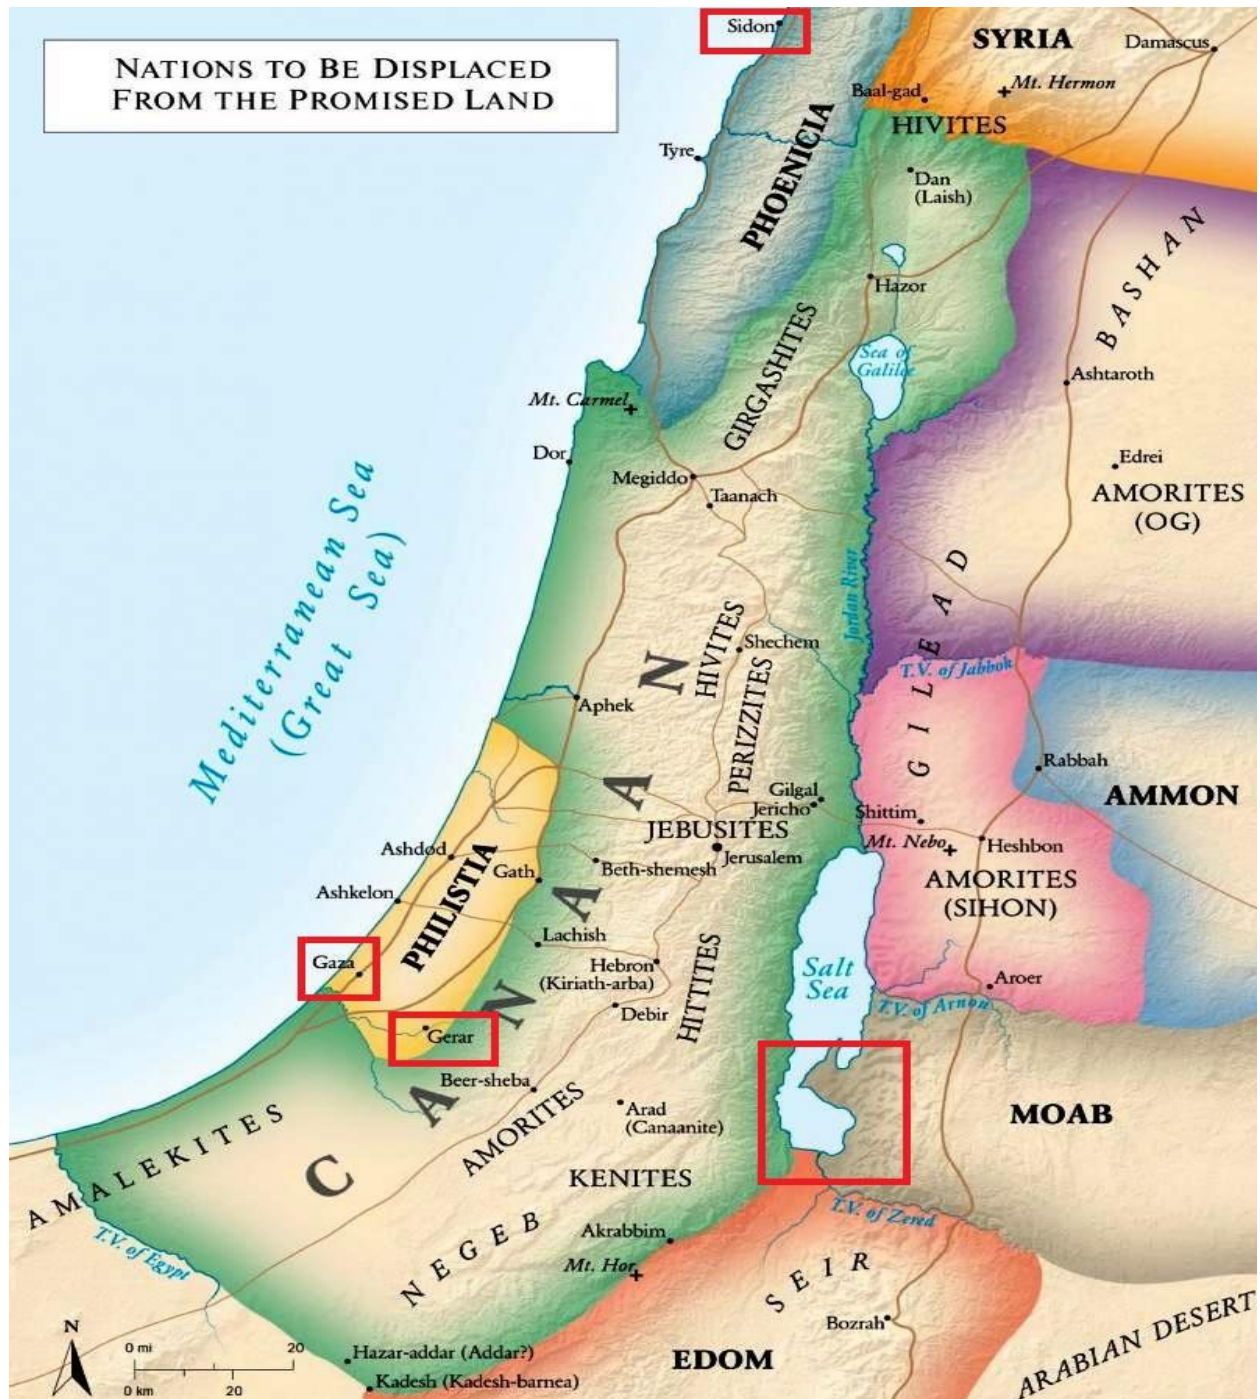 NATIONS TO BE DISPLACED
FROM THE PROMISED LAND
Sidon
SYRIA
Damascus
Baal-gad
Mt. Hermon
HIVITES
Tyre
PHOENICIA
Dan
(Laish)
BASHAN
Hazor
GIRGASHITES
Sea of
Galilee
Ashtaroth
Mt. Carmel
Dor
Edrei
Megiddo
Taanach
AMORITES
(OG)
Mediterranean Sea
(Great Sea)
Jordan River
GILEAD
HIVITES
Shechem
PERIZZITES
T.V. of Jabbok
Aphek
CANAAN
Rabbah
Gilgal
Jericho
AMMON
Shittim
JEBUSITES
Jerusalem
Mt. Nebo
Heshbon
Ashdod
Gath
Beth-shemesh
AMORITES
(SIHON)
Ashkelon
PHILISTIA
Lachish
Gaza
Hebron
(Kiriath-arba)
HITTITES
Salt
Sea
Aroer
T.V. of Arnon
Debir
Gerar
Beer-sheba
AMORITES
Arad
(Canaanite)
MOAB
AMALEKITES
KENITES
T.V. of Zered
NEGEB
Akrabbim
Mt. Hor
T.V. of Egypt
SEIR
Bozrah
ARABIAN DESERT
N
0 mi 20
0 km 20
Hazar-addar (Addar?)
Kadesh (Kadesh-barnea)
EDOM